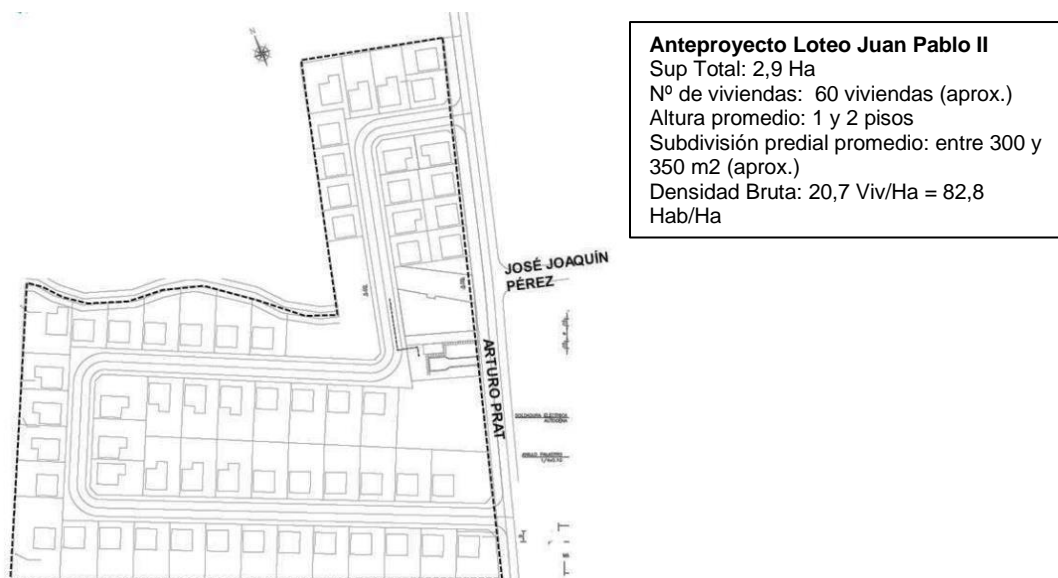 N
Anteproyecto Loteo Juan Pablo II
Sup Total: 2,9 Ha
Nº de viviendas:  60 viviendas (aprox.)
Altura promedio: 1 y 2 pisos
Subdivisión predial promedio: entre 300 y
350 m2 (aprox.)
Densidad Bruta: 20,7 Viv/Ha = 82,8
Hab/Ha
JOSÉ JOAQUÍN
PÉREZ
ARTURO PRAT